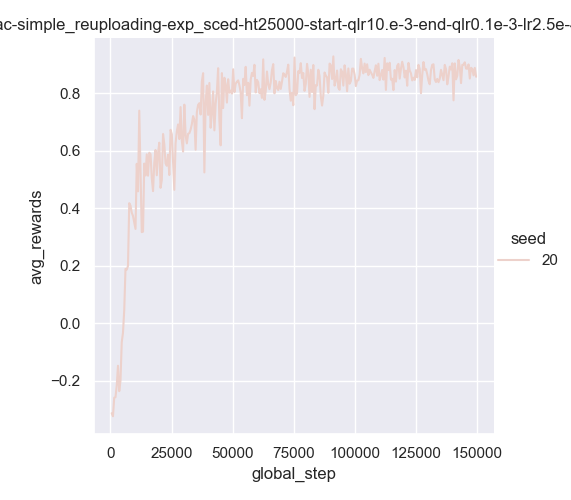 ac-simple_reuploading-exp_sced-ht25000-start-qlr10.e-3-end-qlr0.1e-3-lr2.5e-
0.8
0.6
0.4
0.2
0.0
−0.2
avg_rewards
seed
20
0 25000 50000 75000 100000 125000 150000
global_step